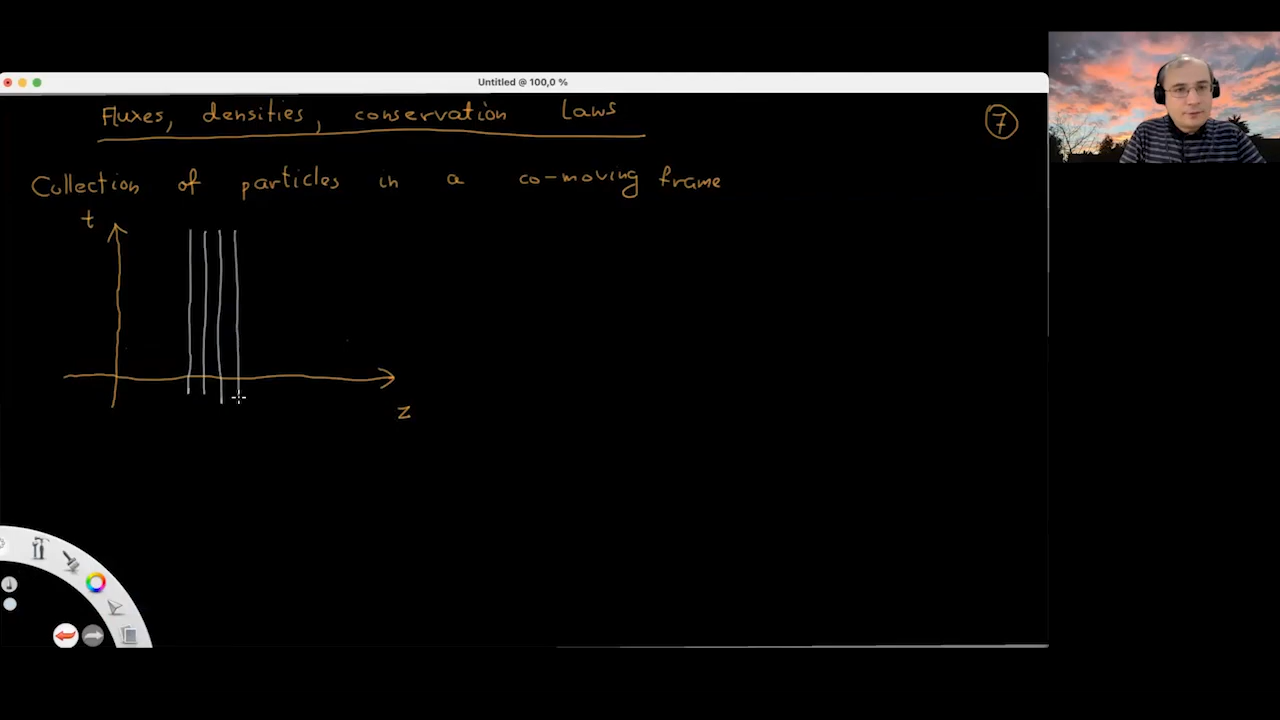 Untitled @ 100,0 %
Fluxes, densities, conservation laws
7
Collection of particles in a co-moving frame
t
z